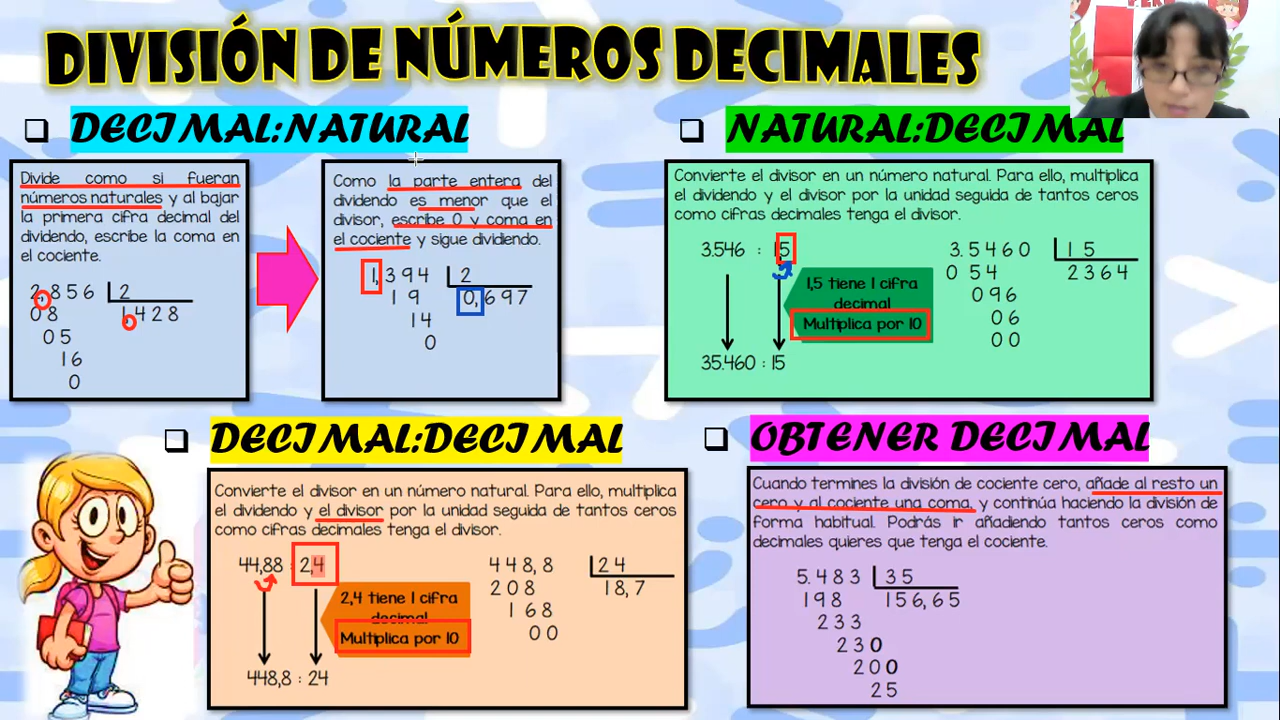 DIVISIÓN DE NÚMEROS DECIMALES
DECIMAL:NATURAL
Divide como si fueran
números naturales y al bajar
la primera cifra decimal del
dividendo, escribe la coma en
el cociente.
2,856 2
08 1,428
05
16
0
Como la parte entera del
dividendo es menor que el
divisor, escribe 0 y coma en
el cociente y sigue dividiendo.
1,394 2
19 0,697
14
0
NATURAL:DECIMAL
Convierte el divisor en un número natural. Para ello, multiplica
el dividendo y el divisor por la unidad seguida de tantos ceros
como cifras decimales tenga el divisor.
3.546 : 1,5
1,5 tiene 1 cifra
decimal
Multiplica por 10
35.460 : 15
3.5460 15
054 2364
096
06
00
DECIMAL:DECIMAL
Convierte el divisor en un número natural. Para ello, multiplica
el dividendo y el divisor por la unidad seguida de tantos ceros
como cifras decimales tenga el divisor.
44,88 : 2,4
2,4 tiene 1 cifra
decimal
Multiplica por 10
448,8 : 24
448,8 24
208 18,7
168
00
OBTENER DECIMAL
Cuando termines la división de cociente cero, añade al resto un
cero y al cociente una coma, y continúa haciendo la división de
forma habitual. Podrás ir añadiendo tantos ceros como
decimales quieres que tenga el cociente.
5.483 35
198 156,65
233
230
200
25